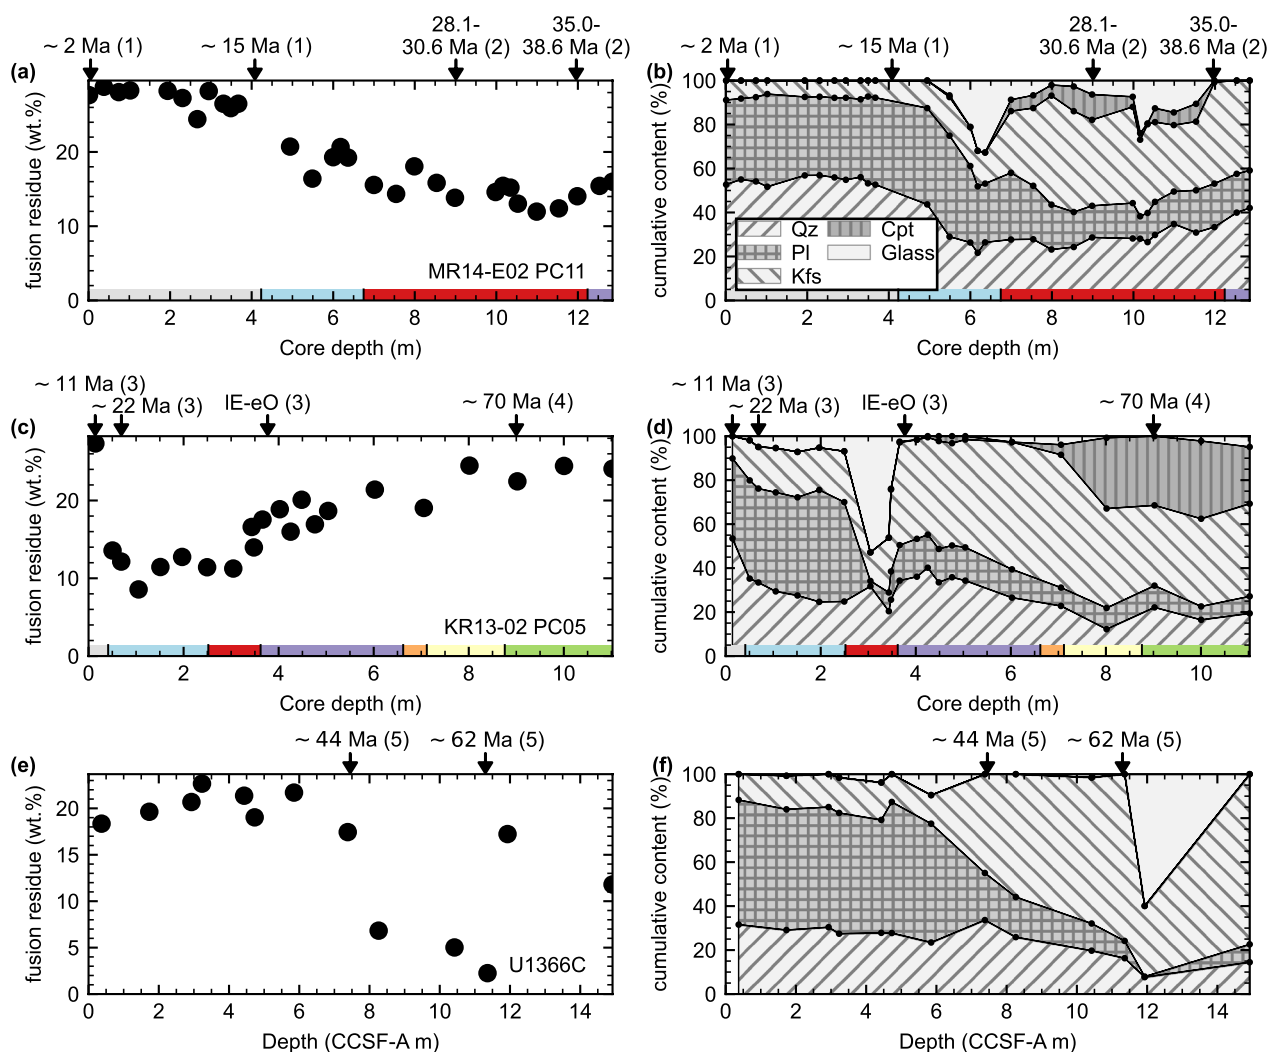 ~ 2 Ma (1)
~ 15 Ma (1)
28.1-
30.6 Ma (2)
35.0-
38.6 Ma (2)
(a)
fusion residue (wt.%)
20
10
0
MR14-E02 PC11
0 2 4 6 8 10 12
Core depth (m)
~ 2 Ma (1)
~ 15 Ma (1)
28.1-
30.6 Ma (2)
35.0-
38.6 Ma (2)
(b)
cumulative content (%)
100
80
60
40
20
0
Qz
Pl
Kfs
Cpt
Glass
0 2 4 6 8 10 12
Core depth (m)
~ 11 Ma (3)
~ 22 Ma (3)
lE-eO (3)
~ 70 Ma (4)
(c)
fusion residue (wt.%)
20
10
0
KR13-02 PC05
0 2 4 6 8 10
Core depth (m)
~ 11 Ma (3)
~ 22 Ma (3)
lE-eO (3)
~ 70 Ma (4)
(d)
cumulative content (%)
100
80
60
40
20
0
0 2 4 6 8 10
Core depth (m)
~ 44 Ma (5)
~ 62 Ma (5)
(e)
fusion residue (wt.%)
20
15
10
5
0
U1366C
0 2 4 6 8 10 12 14
Depth (CCSF-A m)
~ 44 Ma (5)
~ 62 Ma (5)
(f)
cumulative content (%)
100
80
60
40
20
0
0 2 4 6 8 10 12 14
Depth (CCSF-A m)